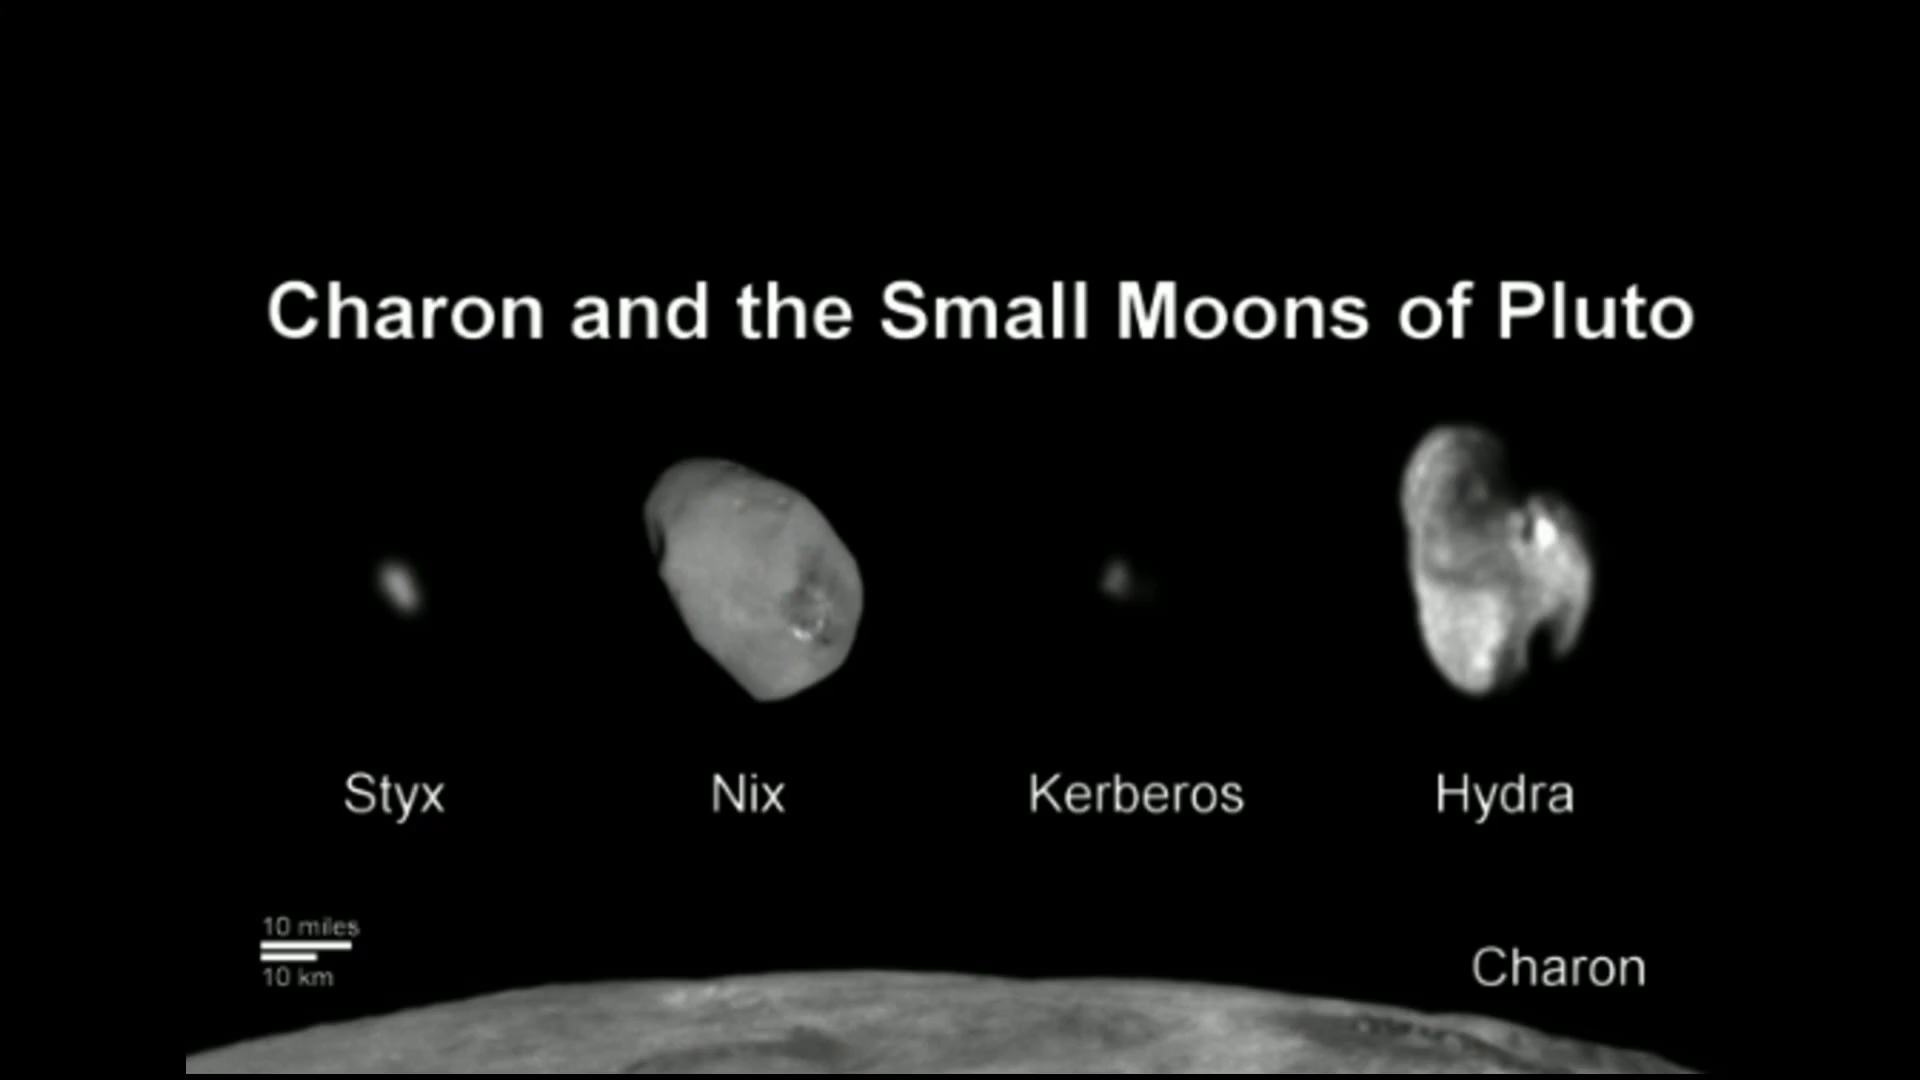 Charon and the Small Moons of Pluto
Styx
Nix
Kerberos
Hydra
10 miles
10 km
Charon